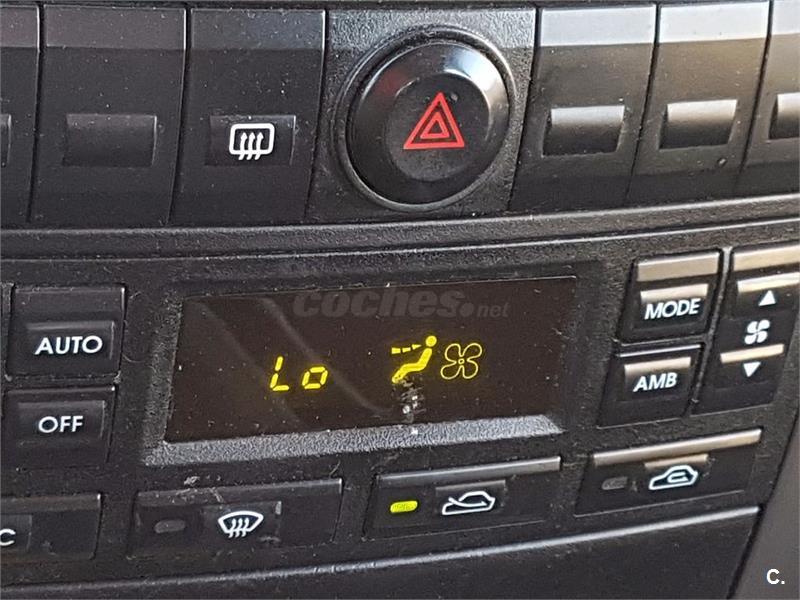 coches.net
AUTO
Lo
MODE
AMB
OFF
C
C.